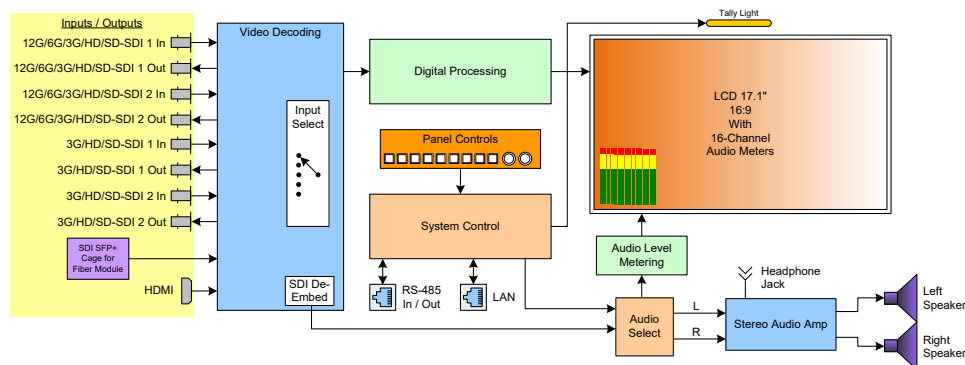 Inputs / Outputs
12G/6G/3G/HD/SD-SDI 1 In
12G/6G/3G/HD/SD-SDI 1 Out
12G/6G/3G/HD/SD-SDI 2 In
12G/6G/3G/HD/SD-SDI 2 Out
3G/HD/SD-SDI 1 In
3G/HD/SD-SDI 1 Out
3G/HD/SD-SDI 2 In
3G/HD/SD-SDI 2 Out
SDI SFP+
Cage for
Fiber Module
HDMI
Video Decoding
Input
Select
SDI De-
Embed
Digital Processing
Panel Controls
System Control
RS-485
In / Out
LAN
Tally Light
LCD 17.1"
16:9
With
16-Channel
Audio Meters
Audio Level
Metering
Audio
Select
L
R
Headphone
Jack
Stereo Audio Amp
Left
Speaker
Right
Speaker